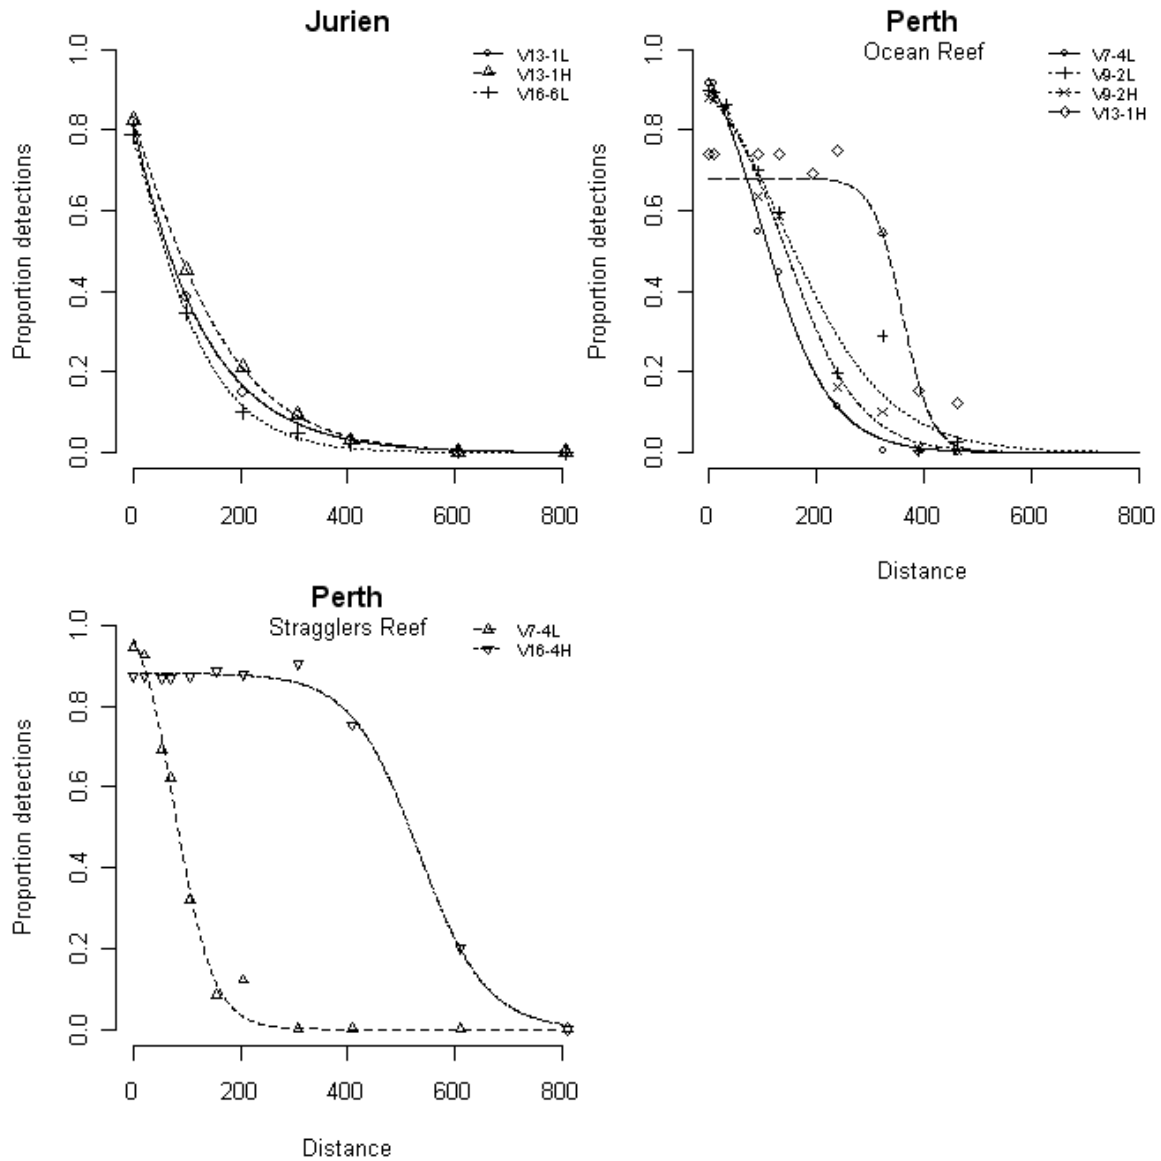 Jurien
V13-1L
V13-1H
V16-6L
Proportion detections
0.0 0.2 0.4 0.6 0.8 1.0
0 200 400 600 800
Perth
Ocean Reef
V7-4L
V9-2L
V9-2H
V13-1H
Proportion detections
0.0 0.2 0.4 0.6 0.8 1.0
0 200 400 600 800
Distance
Perth
Stragglers Reef
V7-4L
V16-4H
Proportion detections
0.0 0.2 0.4 0.6 0.8 1.0
0 200 400 600 800
Distance